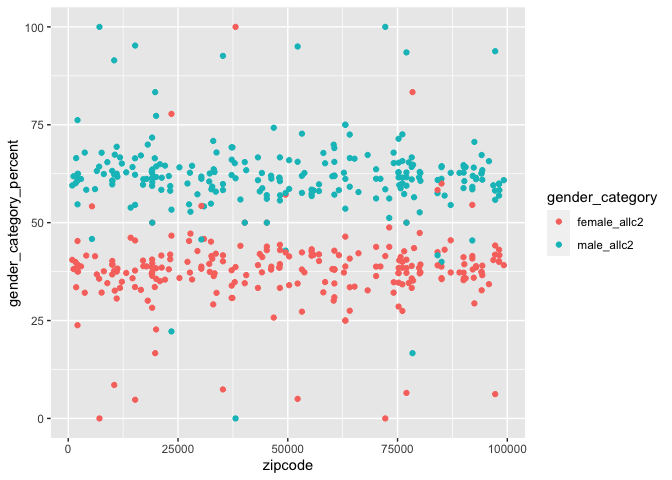 100
75
50
25
0
gender_category_percent
0 25000 50000 75000 100000
zipcode
gender_category
female_allc2
male_allc2